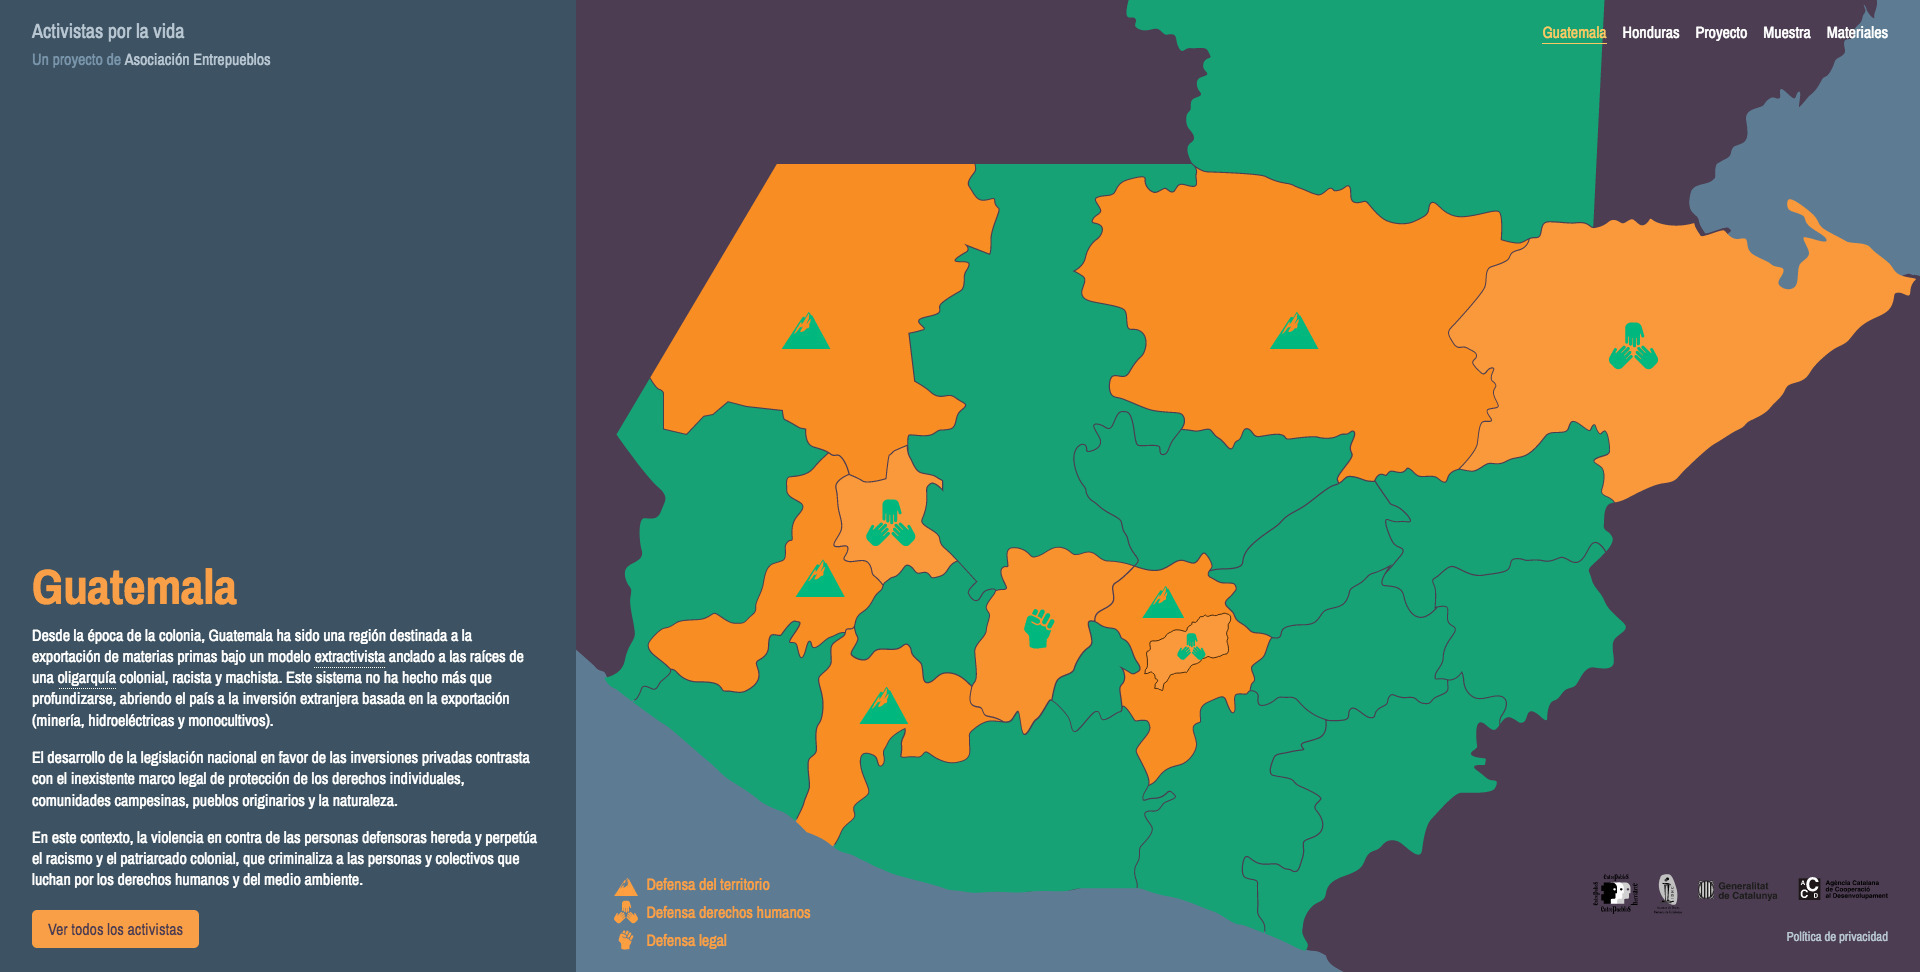 Activistas por la vida
Un proyecto de Asociación Entrepueblos
Guatemala Honduras Proyecto Muestra Materiales
Guatemala
Desde la época de la colonia, Guatemala ha sido una región destinada a la
exportación de materias primas bajo un modelo extractivista anclado a las raíces de
una oligarquía colonial, racista y machista. Este sistema no ha hecho más que
profundizarse, abriendo el país a la inversión extranjera basada en la exportación
(minería, hidroeléctricas y monocultivos).
El desarrollo de la legislación nacional en favor de las inversiones privadas contrasta
con el inexistente marco legal de protección de los derechos individuales,
comunidades campesinas, pueblos originarios y la naturaleza.
En este contexto, la violencia en contra de las personas defensoras hereda y perpetúa
el racismo y el patriarcado colonial, que criminaliza a las personas y colectivos que
luchan por los derechos humanos y del medio ambiente.
Ver todos los activistas
Defensa del territorio
Defensa derechos humanos
Defensa legal
Generalitat
de Catalunya
ACCD
Agència Catalana
de Cooperació
al Desenvolupament
Política de privacidad